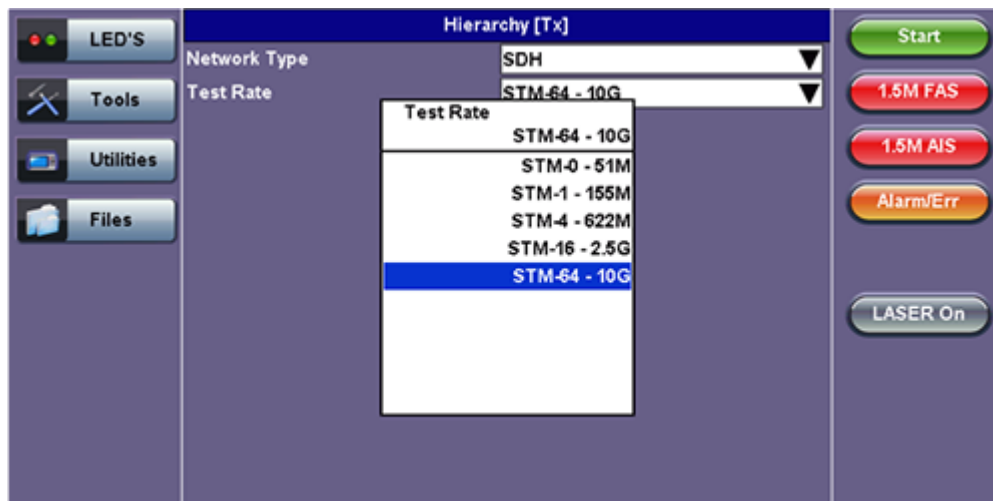 LED'S
Tools
Utilities
Files
Hierarchy [Tx]
Network Type SDH
Test Rate STM-64 - 10G
Test Rate
STM-64 - 10G
STM-0 - 51M
STM-1 - 155M
STM-4 - 622M
STM-16 - 2.5G
STM-64 - 10G
Start
1.5M FAS
1.5M AIS
Alarm/Err
LASER On